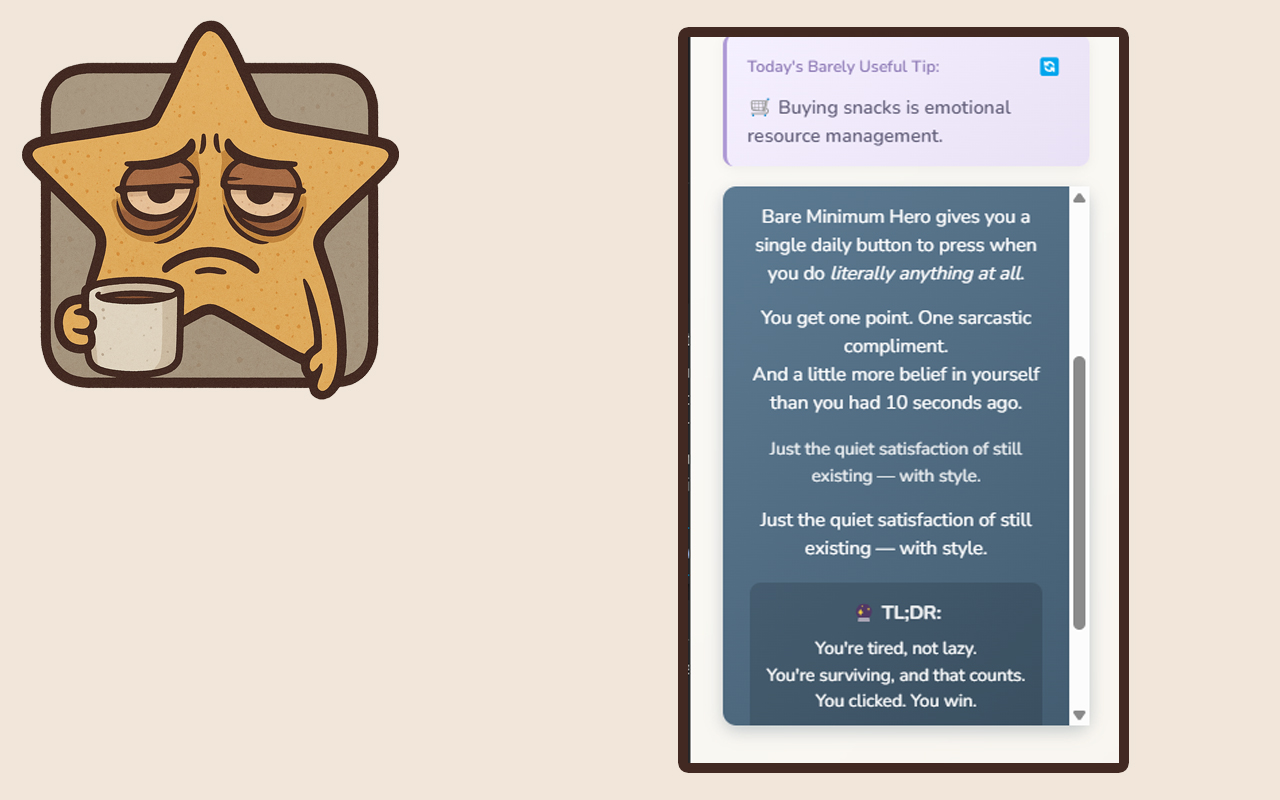 Today's Barely Useful Tip:
🛒 Buying snacks is emotional
resource management.
Bare Minimum Hero gives you a
single daily button to press when
you do literally anything at all.
You get one point. One sarcastic
compliment.
And a little more belief in yourself
than you had 10 seconds ago.
Just the quiet satisfaction of still
existing — with style.
Just the quiet satisfaction of still
existing — with style.
🔮 TL;DR:
You're tired, not lazy.
You're surviving, and that counts.
You clicked. You win.